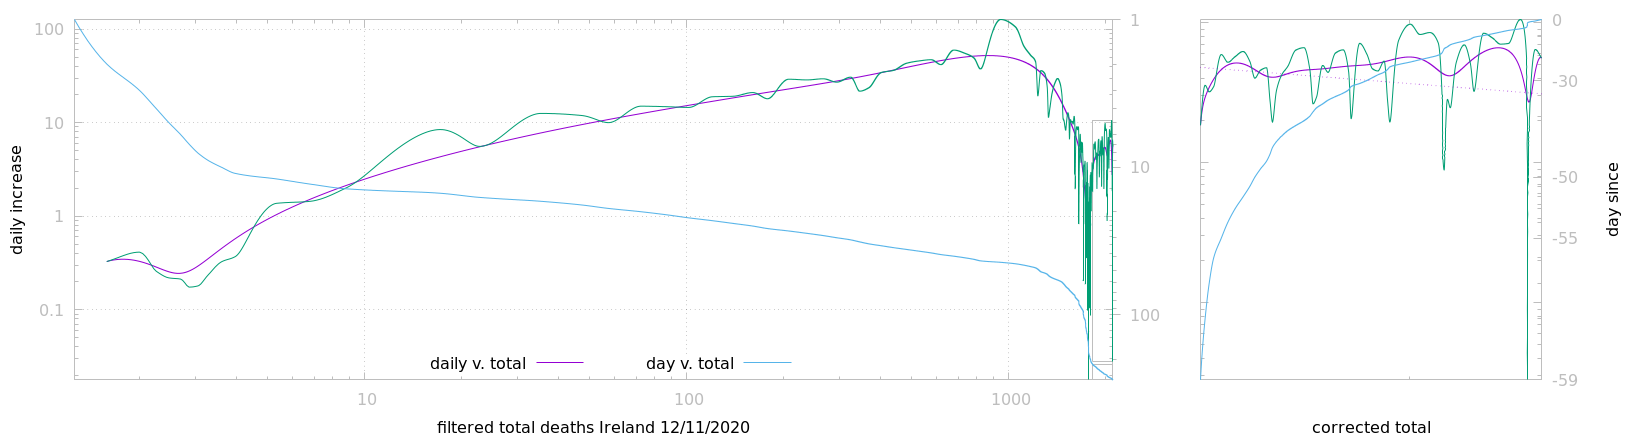 100
10
1
0.1
daily increase
daily v. total
day v. total
10
100
1000
filtered total deaths Ireland 12/11/2020
1
10
100
0
-30
-50
-55
-59
day since
corrected total